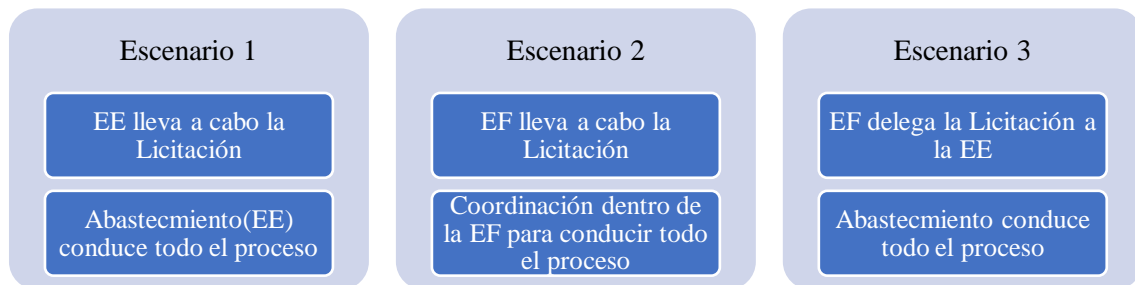 Escenario 1
EE lleva a cabo la
Licitación
Abastecmiento(EE)
conduce todo el proceso
Escenario 2
EF lleva a cabo la
Licitación
Coordinación dentro de
la EF para conducir todo
el proceso
Escenario 3
EF delega la Licitación a
la EE
Abastecmiento conduce
todo el proceso